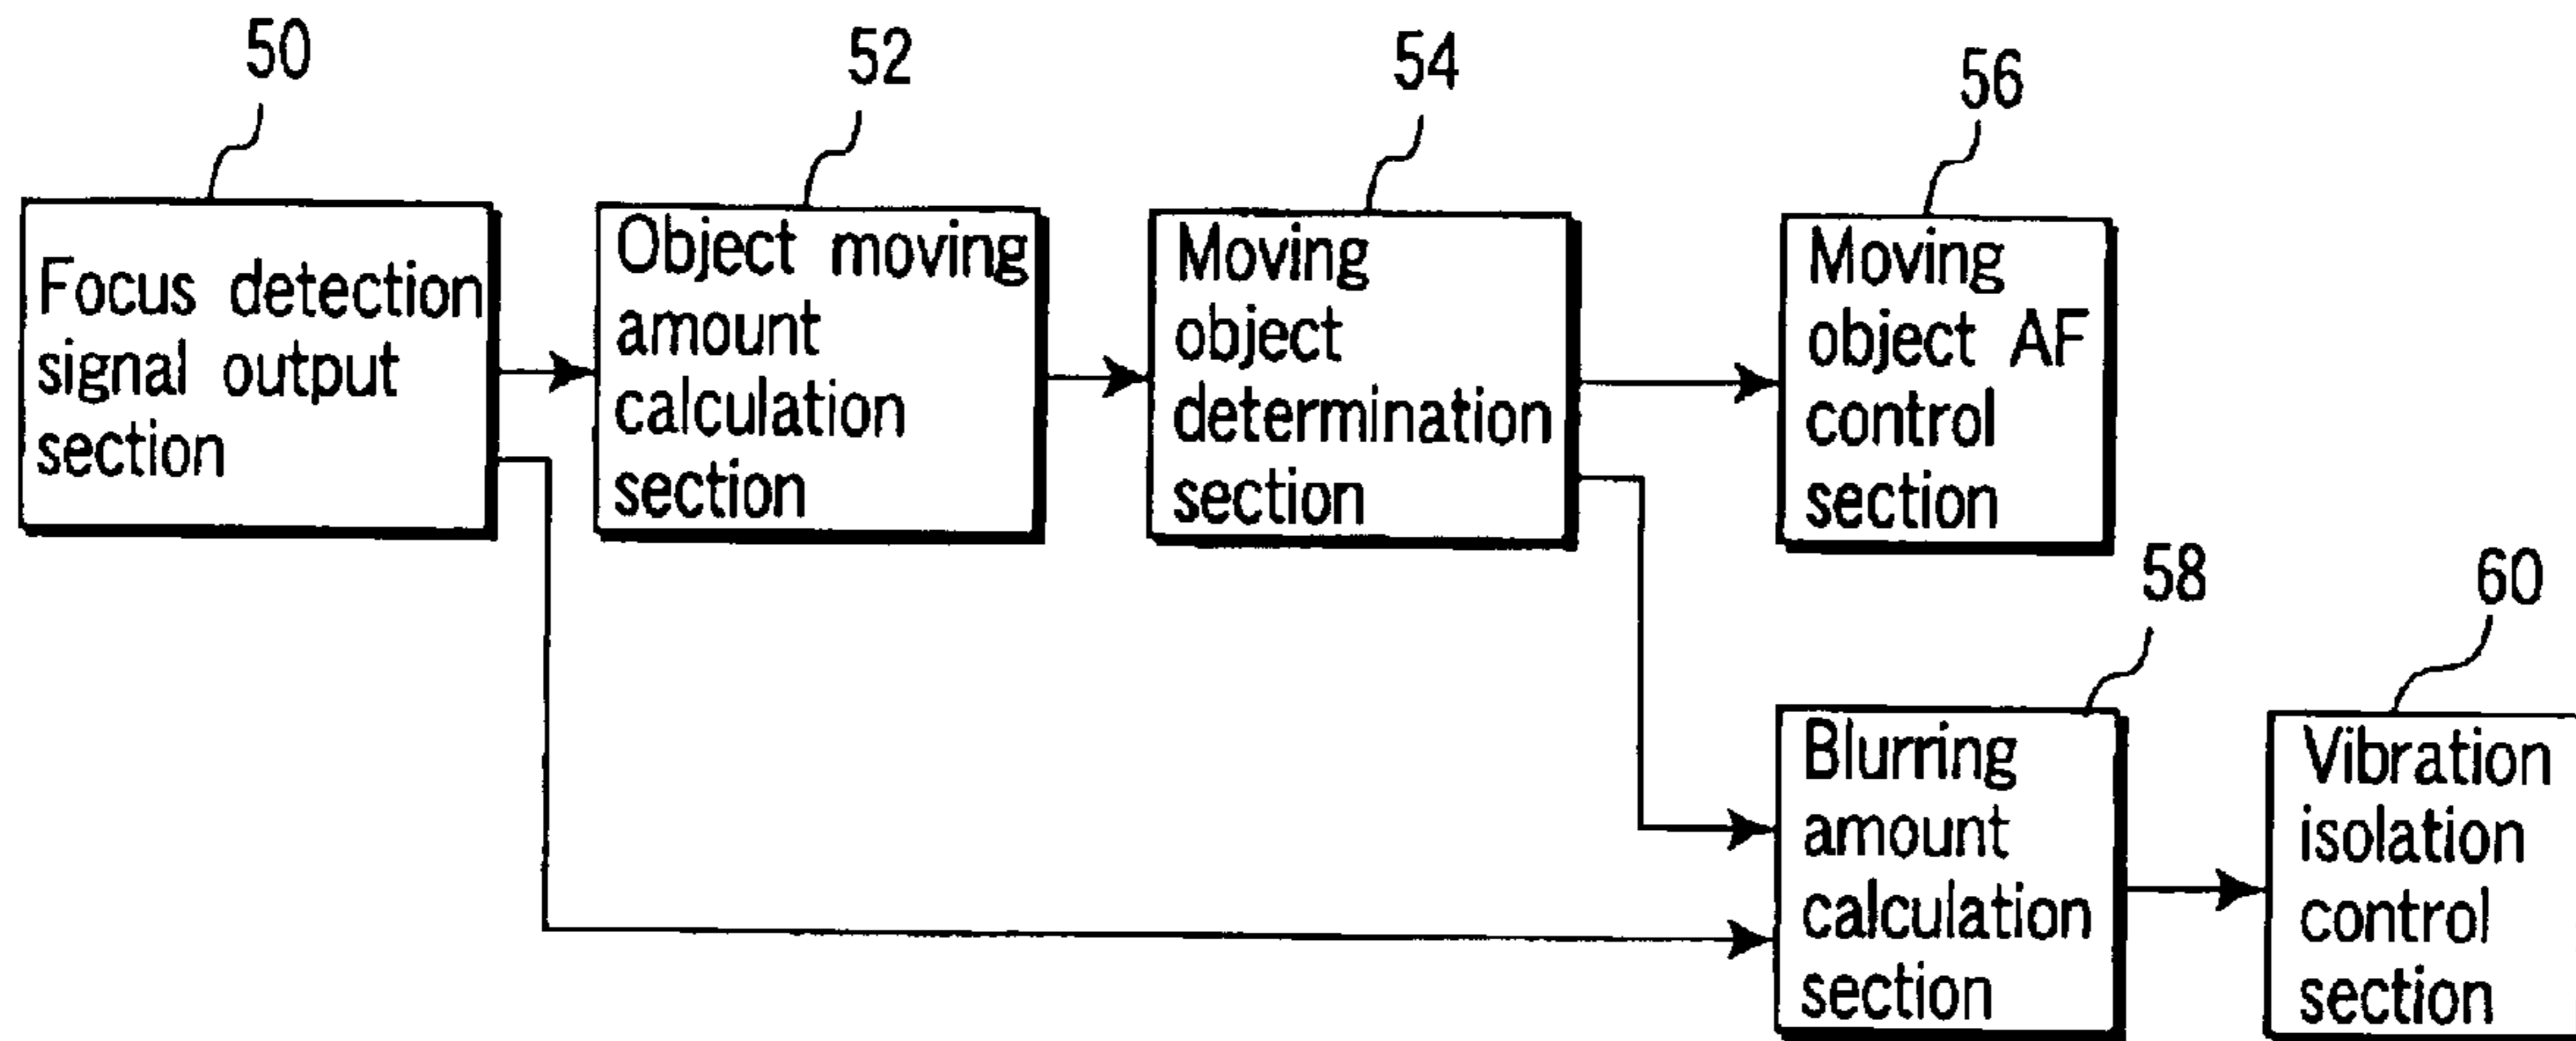 50
52
54
56
Focus detection
signal output
section
Object moving
amount
calculation
section
Moving
object
determination
section
Moving
object AF
control
section
58
60
Blurring
amount
calculation
section
Vibration
isolation
control
section